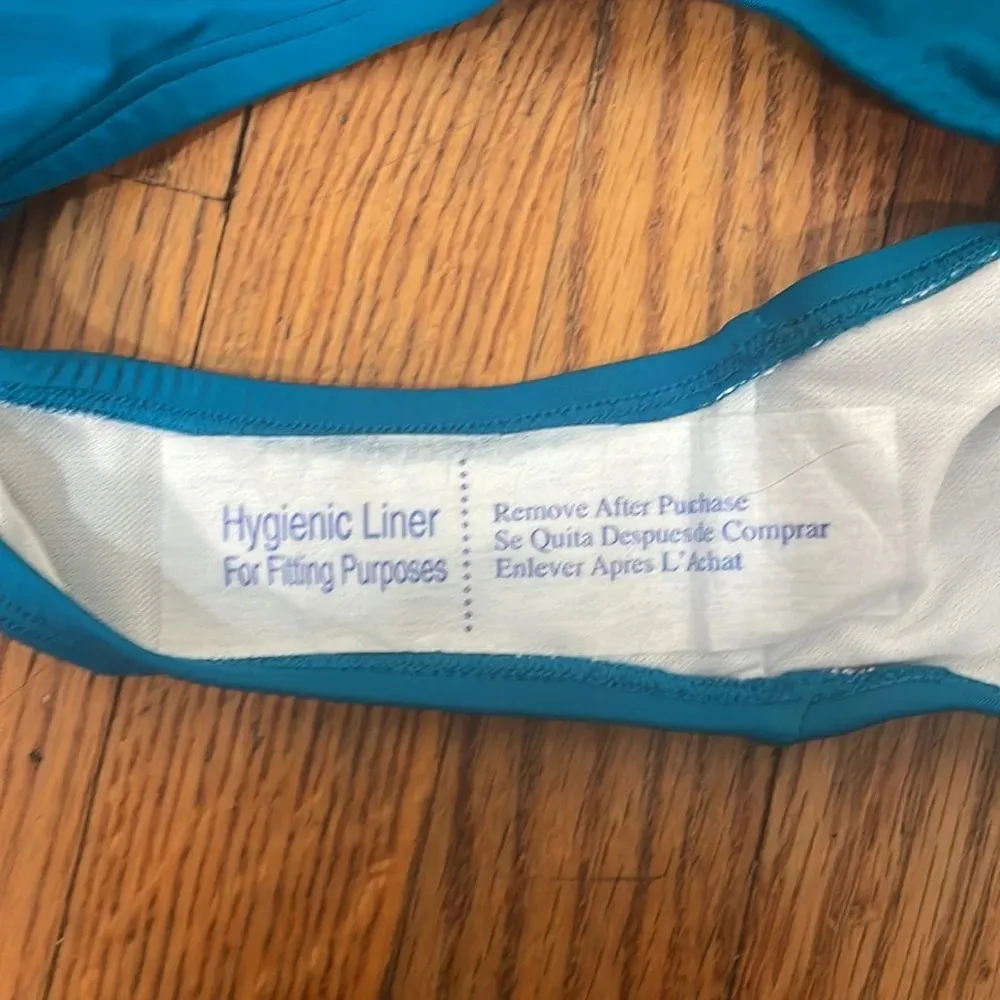 Hygienic Liner
For Fitting Purposes
Remove After Puchase
Se Quita Despuesde Comprar
Enlever Apres L'Achat